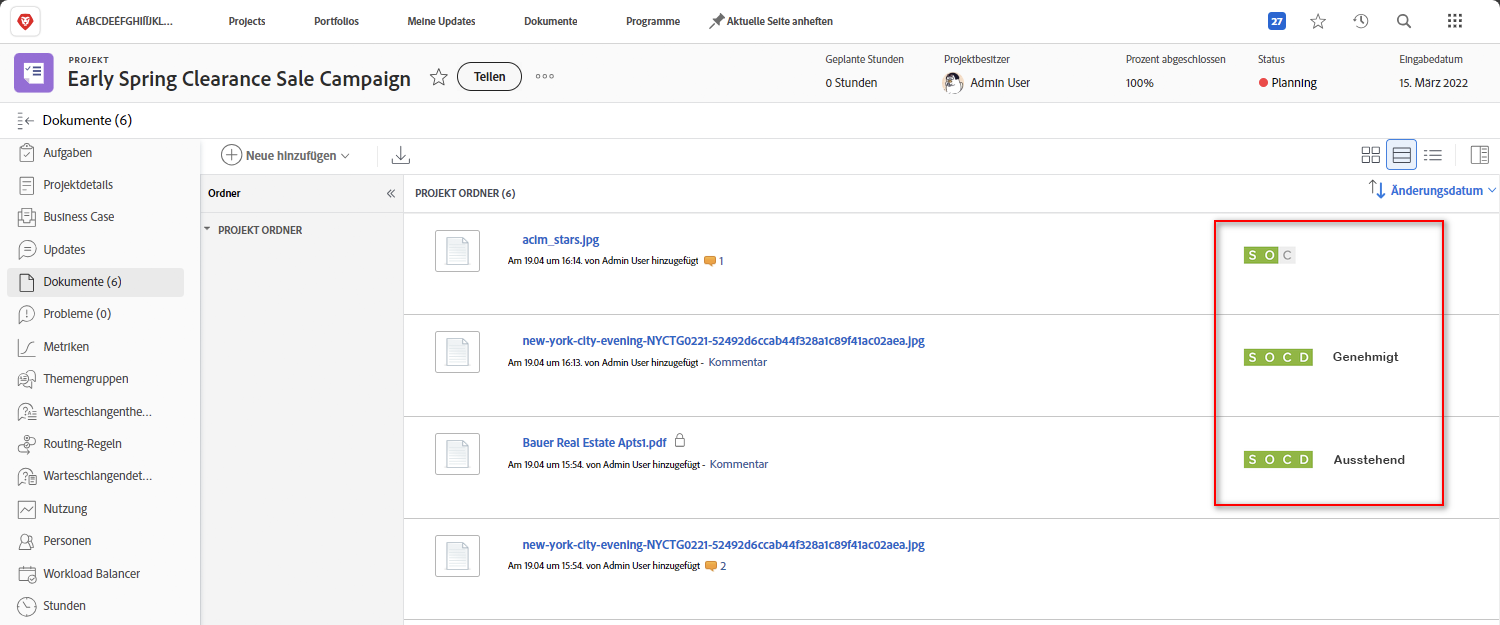 AÁBCDEÉFGHIÍÏJKL... Projects Portfolios Meine Updates Dokumente Programme Aktuelle Seite anheften 27
PROJEKT
Early Spring Clearance Sale Campaign Teilen
Geplante Stunden Projektbesitzer Prozent abgeschlossen Status Eingabedatum
0 Stunden Admin User 100% Planning 15. März 2022
Dokumente (6)
Aufgaben
Projektdetails
Business Case
Updates
Dokumente (6)
Probleme (0)
Metriken
Themengruppen
Warteschlangenthe...
Routing-Regeln
Warteschlangendet...
Nutzung
Personen
Workload Balancer
Stunden
Neue hinzufügen
Ordner
PROJEKT ORDNER
PROJEKT ORDNER (6) Änderungsdatum
acim_stars.jpg
Am 19.04 um 16:14. von Admin User hinzugefügt 1
S O C
new-york-city-evening-NYCTG0221-52492d6ccab44f328a1c89f41ac02aea.jpg
Am 19.04 um 16:13. von Admin User hinzugefügt - Kommentar
S O C D Genehmigt
Bauer Real Estate Apts1.pdf
Am 19.04 um 15:54. von Admin User hinzugefügt - Kommentar
S O C D Ausstehend
new-york-city-evening-NYCTG0221-52492d6ccab44f328a1c89f41ac02aea.jpg
Am 19.04 um 15:54. von Admin User hinzugefügt 2